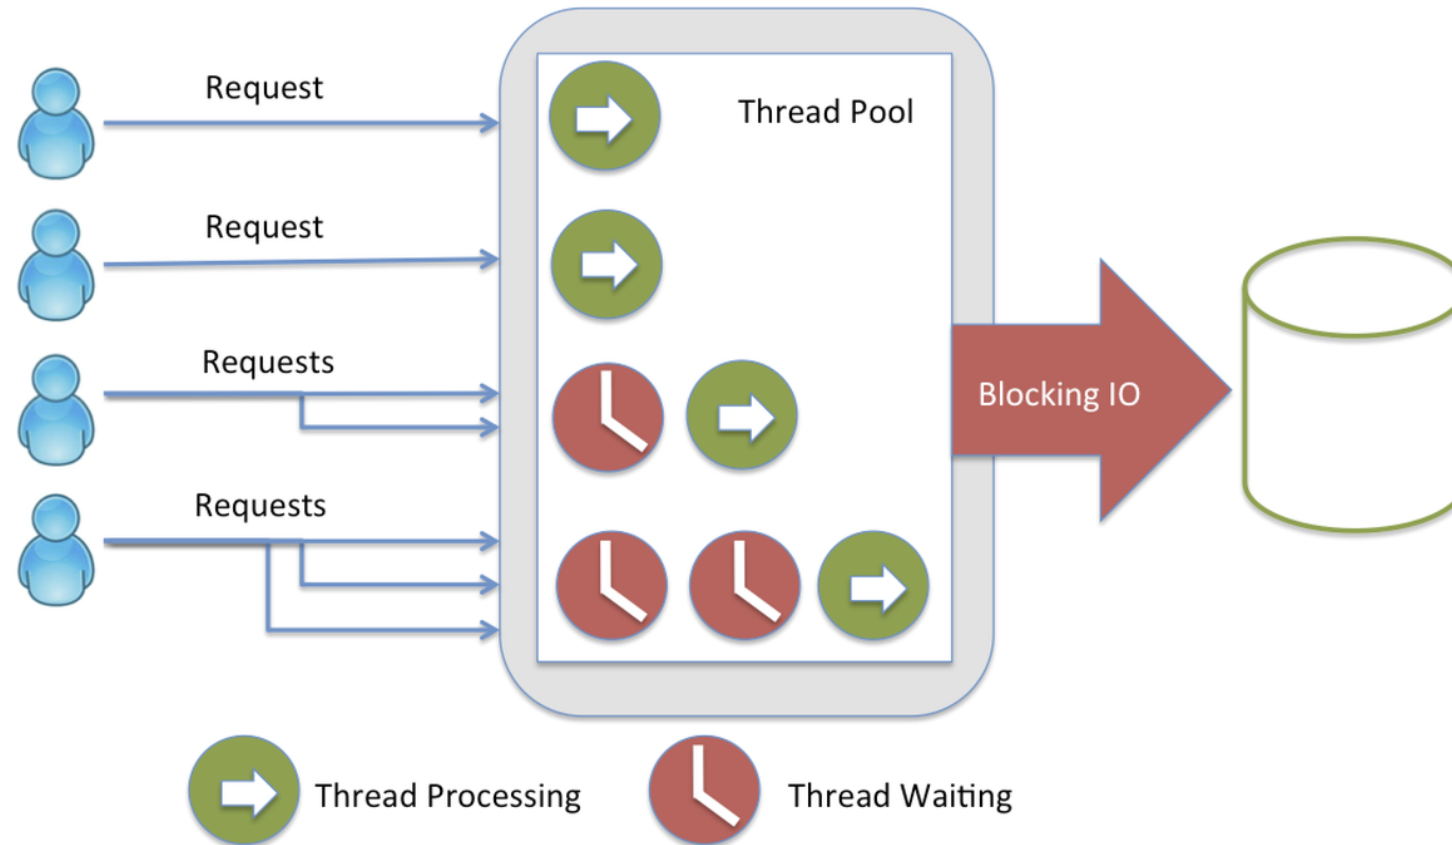 Request
Thread Pool
Request
Requests
Blocking IO
Requests
Thread Processing
Thread Waiting